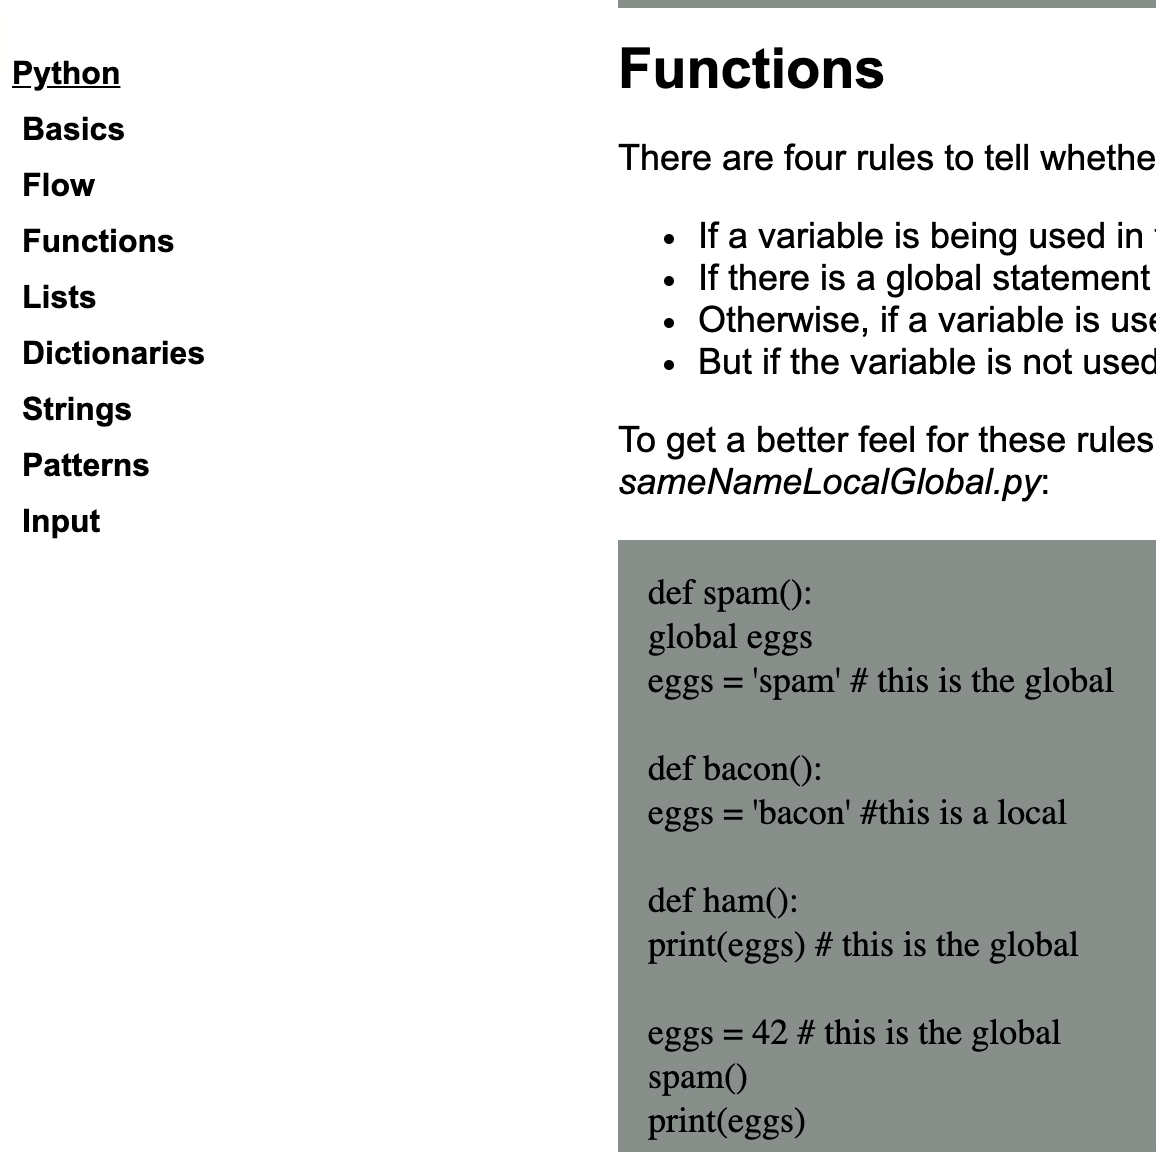 Python
Basics
Flow
Functions
Lists
Dictionaries
Strings
Patterns
Input
Functions
There are four rules to tell whethe
If a variable is being used in
If there is a global statement
Otherwise, if a variable is use
But if the variable is not used
To get a better feel for these rules
sameNameLocalGlobal.py:
def spam():
global eggs
eggs = 'spam' # this is the global
def bacon():
eggs = 'bacon' #this is a local
def ham():
print(eggs) # this is the global
eggs = 42 # this is the global
spam()
print(eggs)